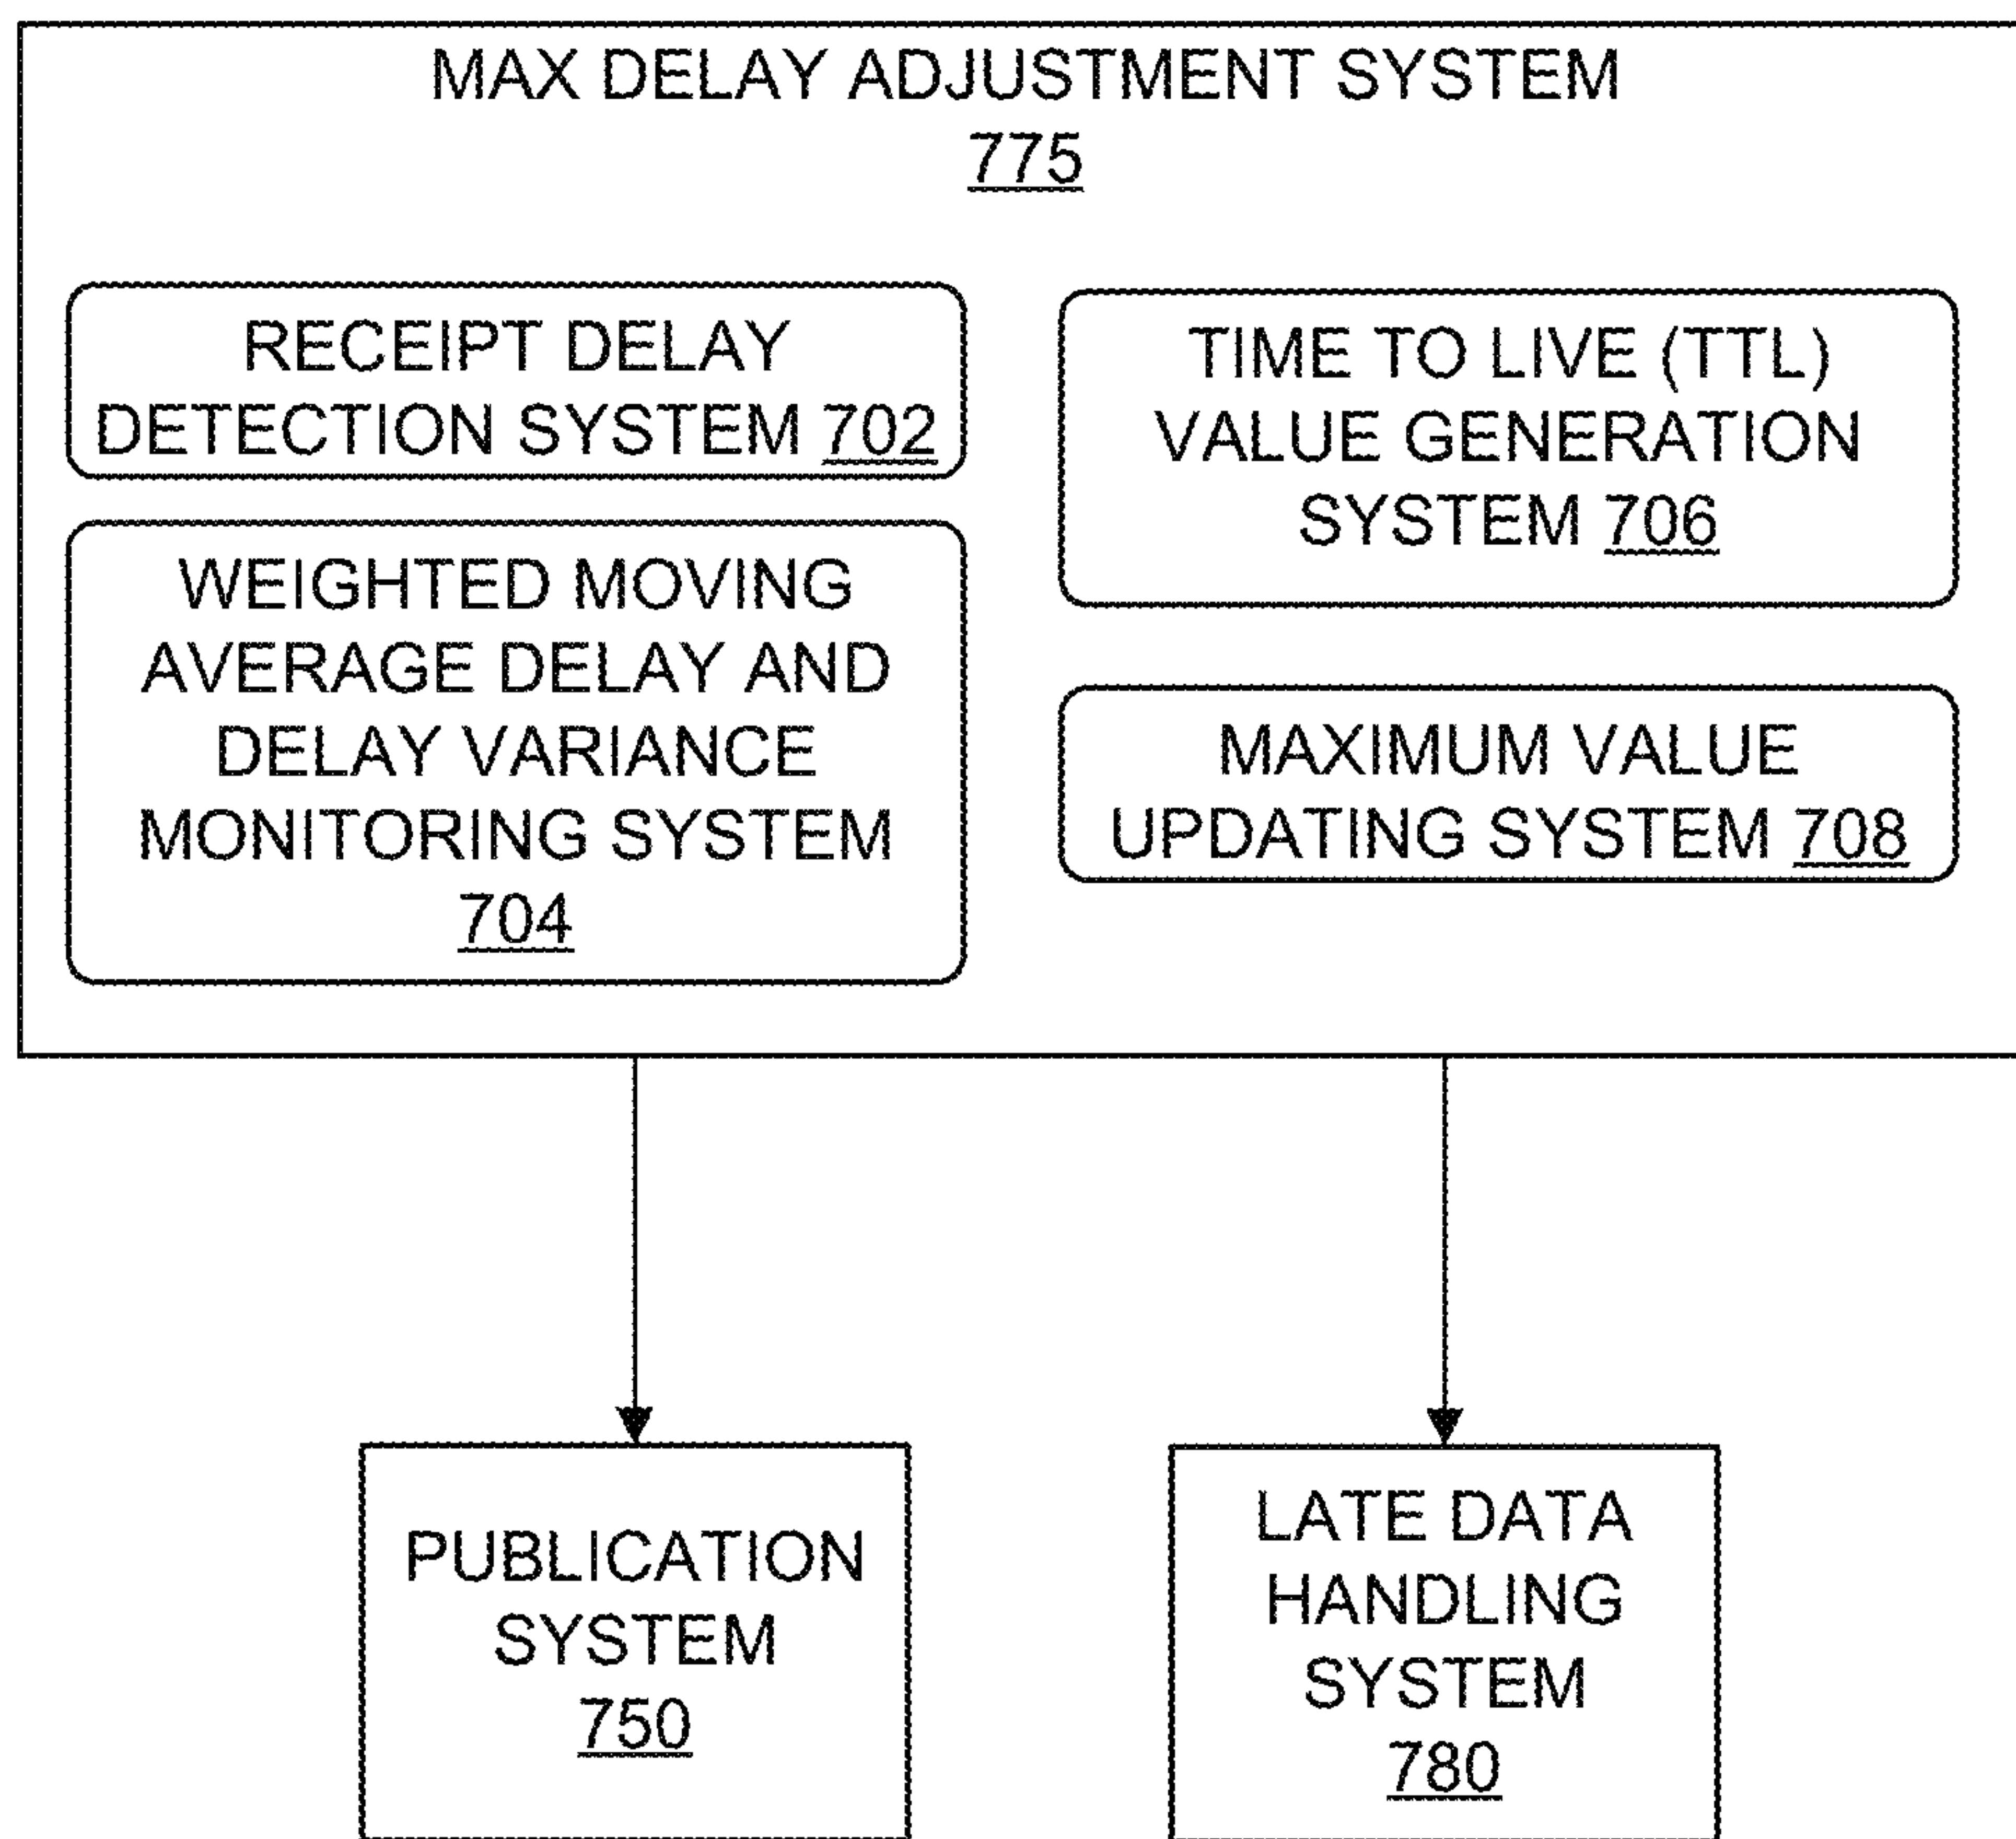 MAX DELAY ADJUSTMENT SYSTEM
775
RECEIPT DELAY
DETECTION SYSTEM 702
WEIGHTED MOVING
AVERAGE DELAY AND
DELAY VARIANCE
MONITORING SYSTEM
704
TIME TO LIVE (TTL)
VALUE GENERATION
SYSTEM 706
MAXIMUM VALUE
UPDATING SYSTEM 708
PUBLICATION
SYSTEM
750
LATE DATA
HANDLING
SYSTEM
780